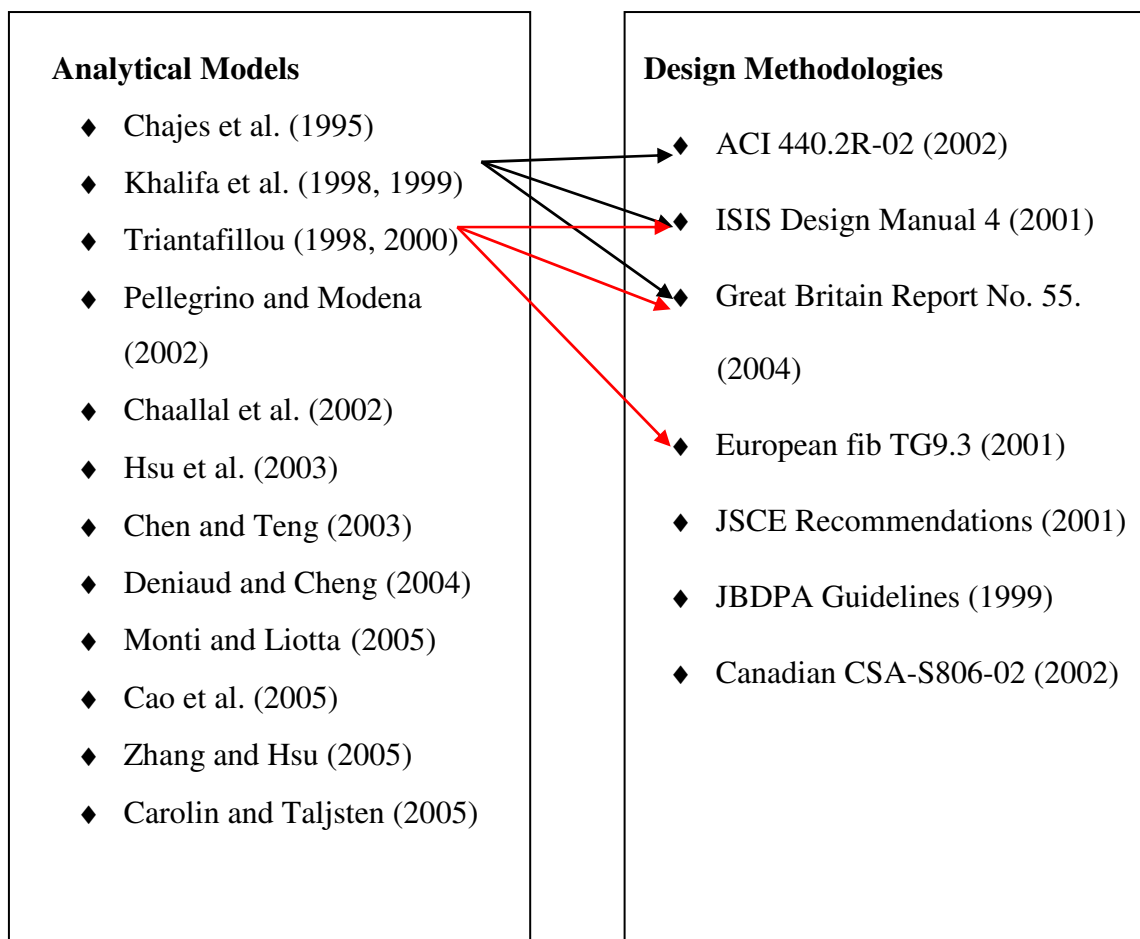 Analytical Models
♦ Chajes et al. (1995)
♦ Khalifa et al. (1998, 1999)
♦ Triantafillou (1998, 2000)
♦ Pellegrino and Modena
(2002)
♦ Chaallal et al. (2002)
♦ Hsu et al. (2003)
♦ Chen and Teng (2003)
♦ Deniaud and Cheng (2004)
♦ Monti and Liotta (2005)
♦ Cao et al. (2005)
♦ Zhang and Hsu (2005)
♦ Carolin and Taljsten (2005)
Design Methodologies
♦ ACI 440.2R-02 (2002)
♦ ISIS Design Manual 4 (2001)
♦ Great Britain Report No. 55.
(2004)
♦ European fib TG9.3 (2001)
♦ JSCE Recommendations (2001)
♦ JBDPA Guidelines (1999)
♦ Canadian CSA-S806-02 (2002)